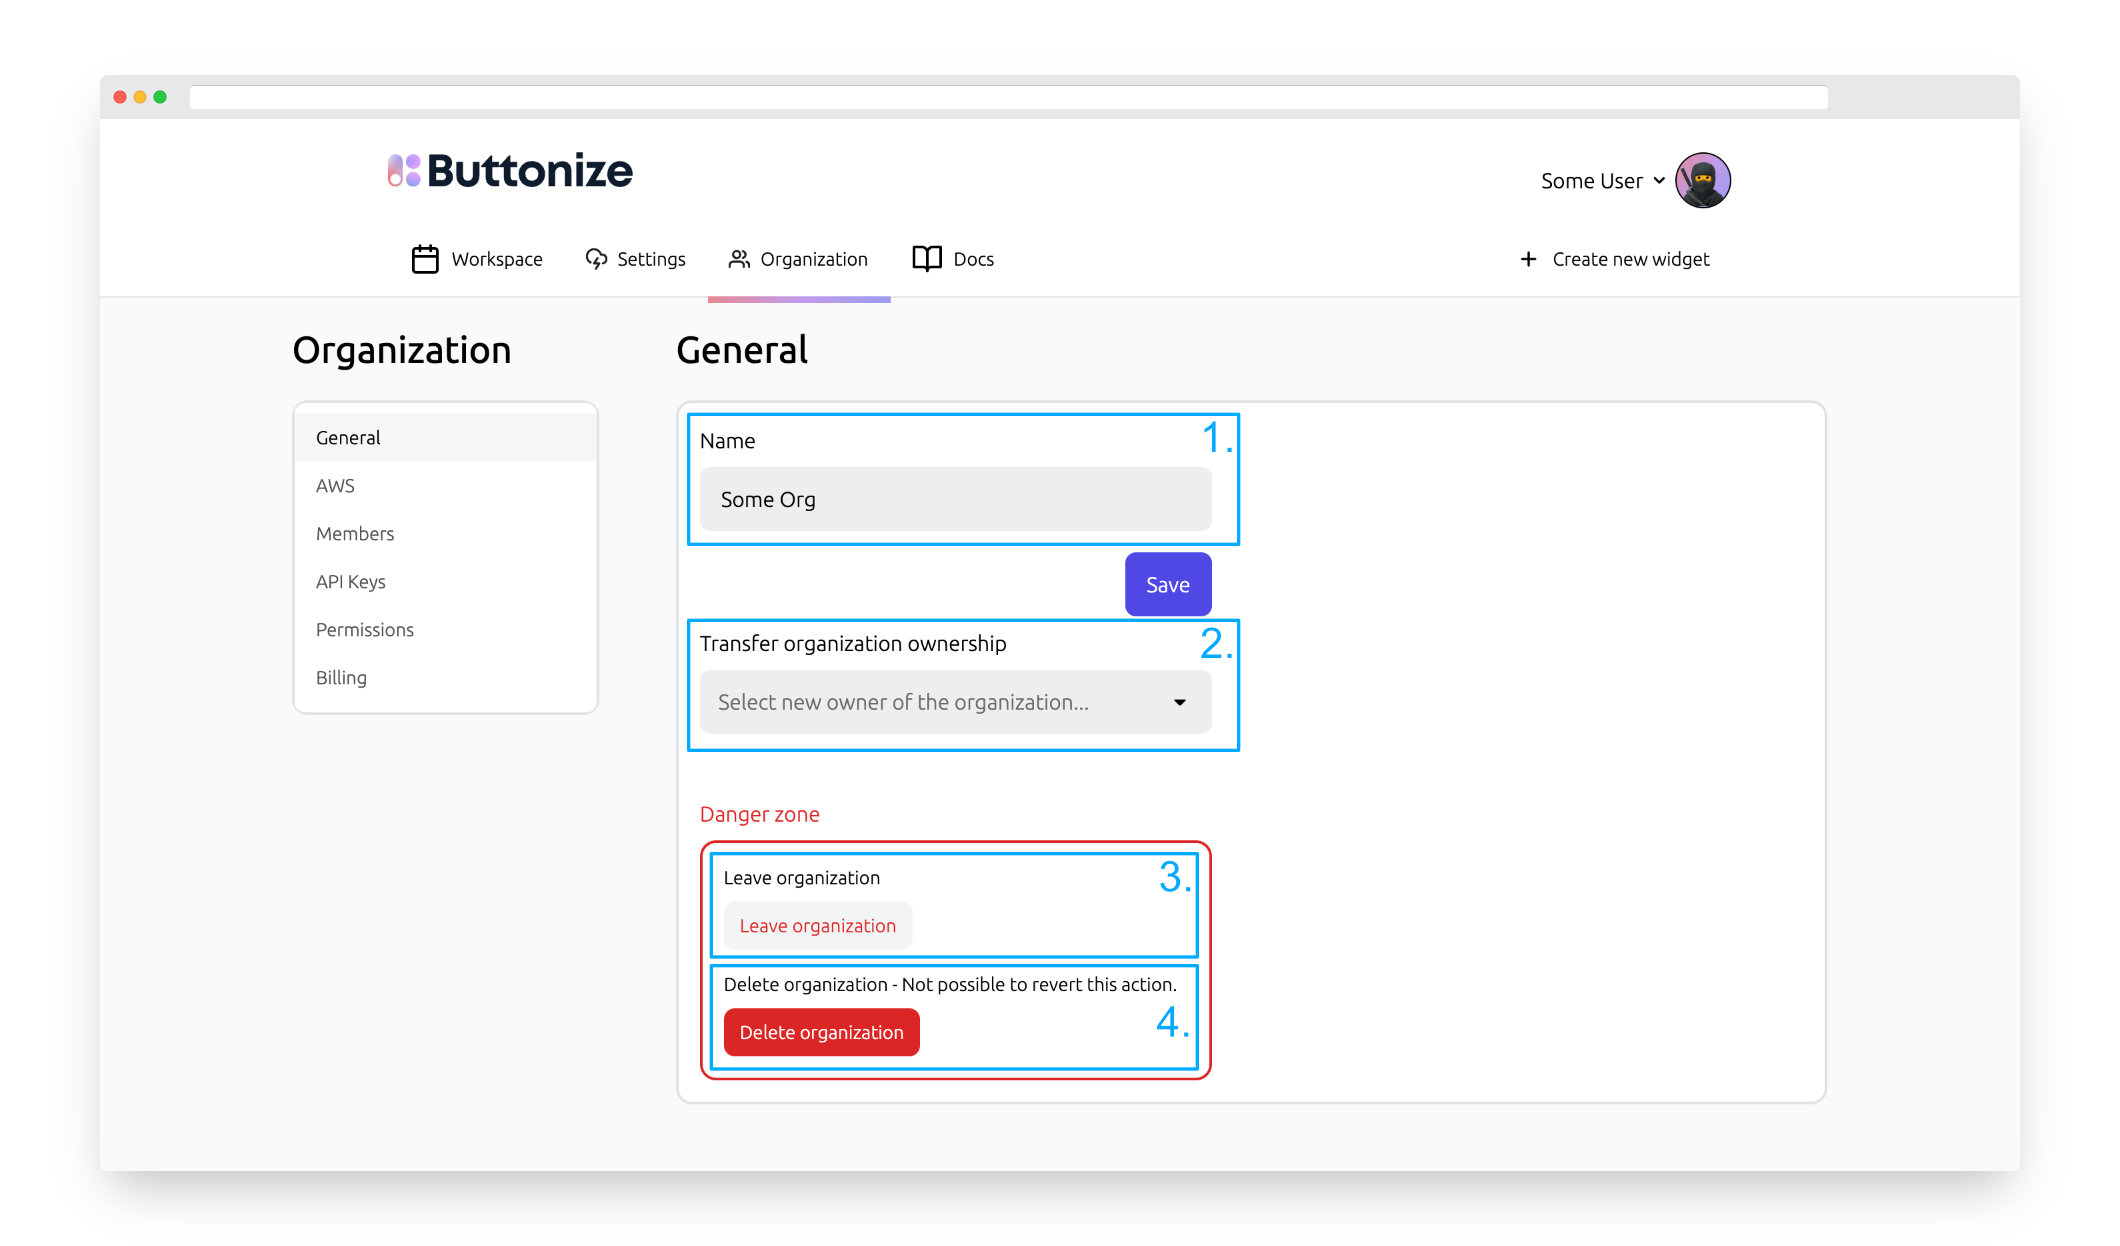 Buttonize
Some User
Workspace Settings Organization Docs
Create new widget
Organization
General
AWS
Members
API Keys
Permissions
Billing
General
Name 1.
Some Org
Save
Transfer organization ownership 2.
Select new owner of the organization...
Danger zone
Leave organization 3.
Leave organization
Delete organization - Not possible to revert this action.
Delete organization 4.